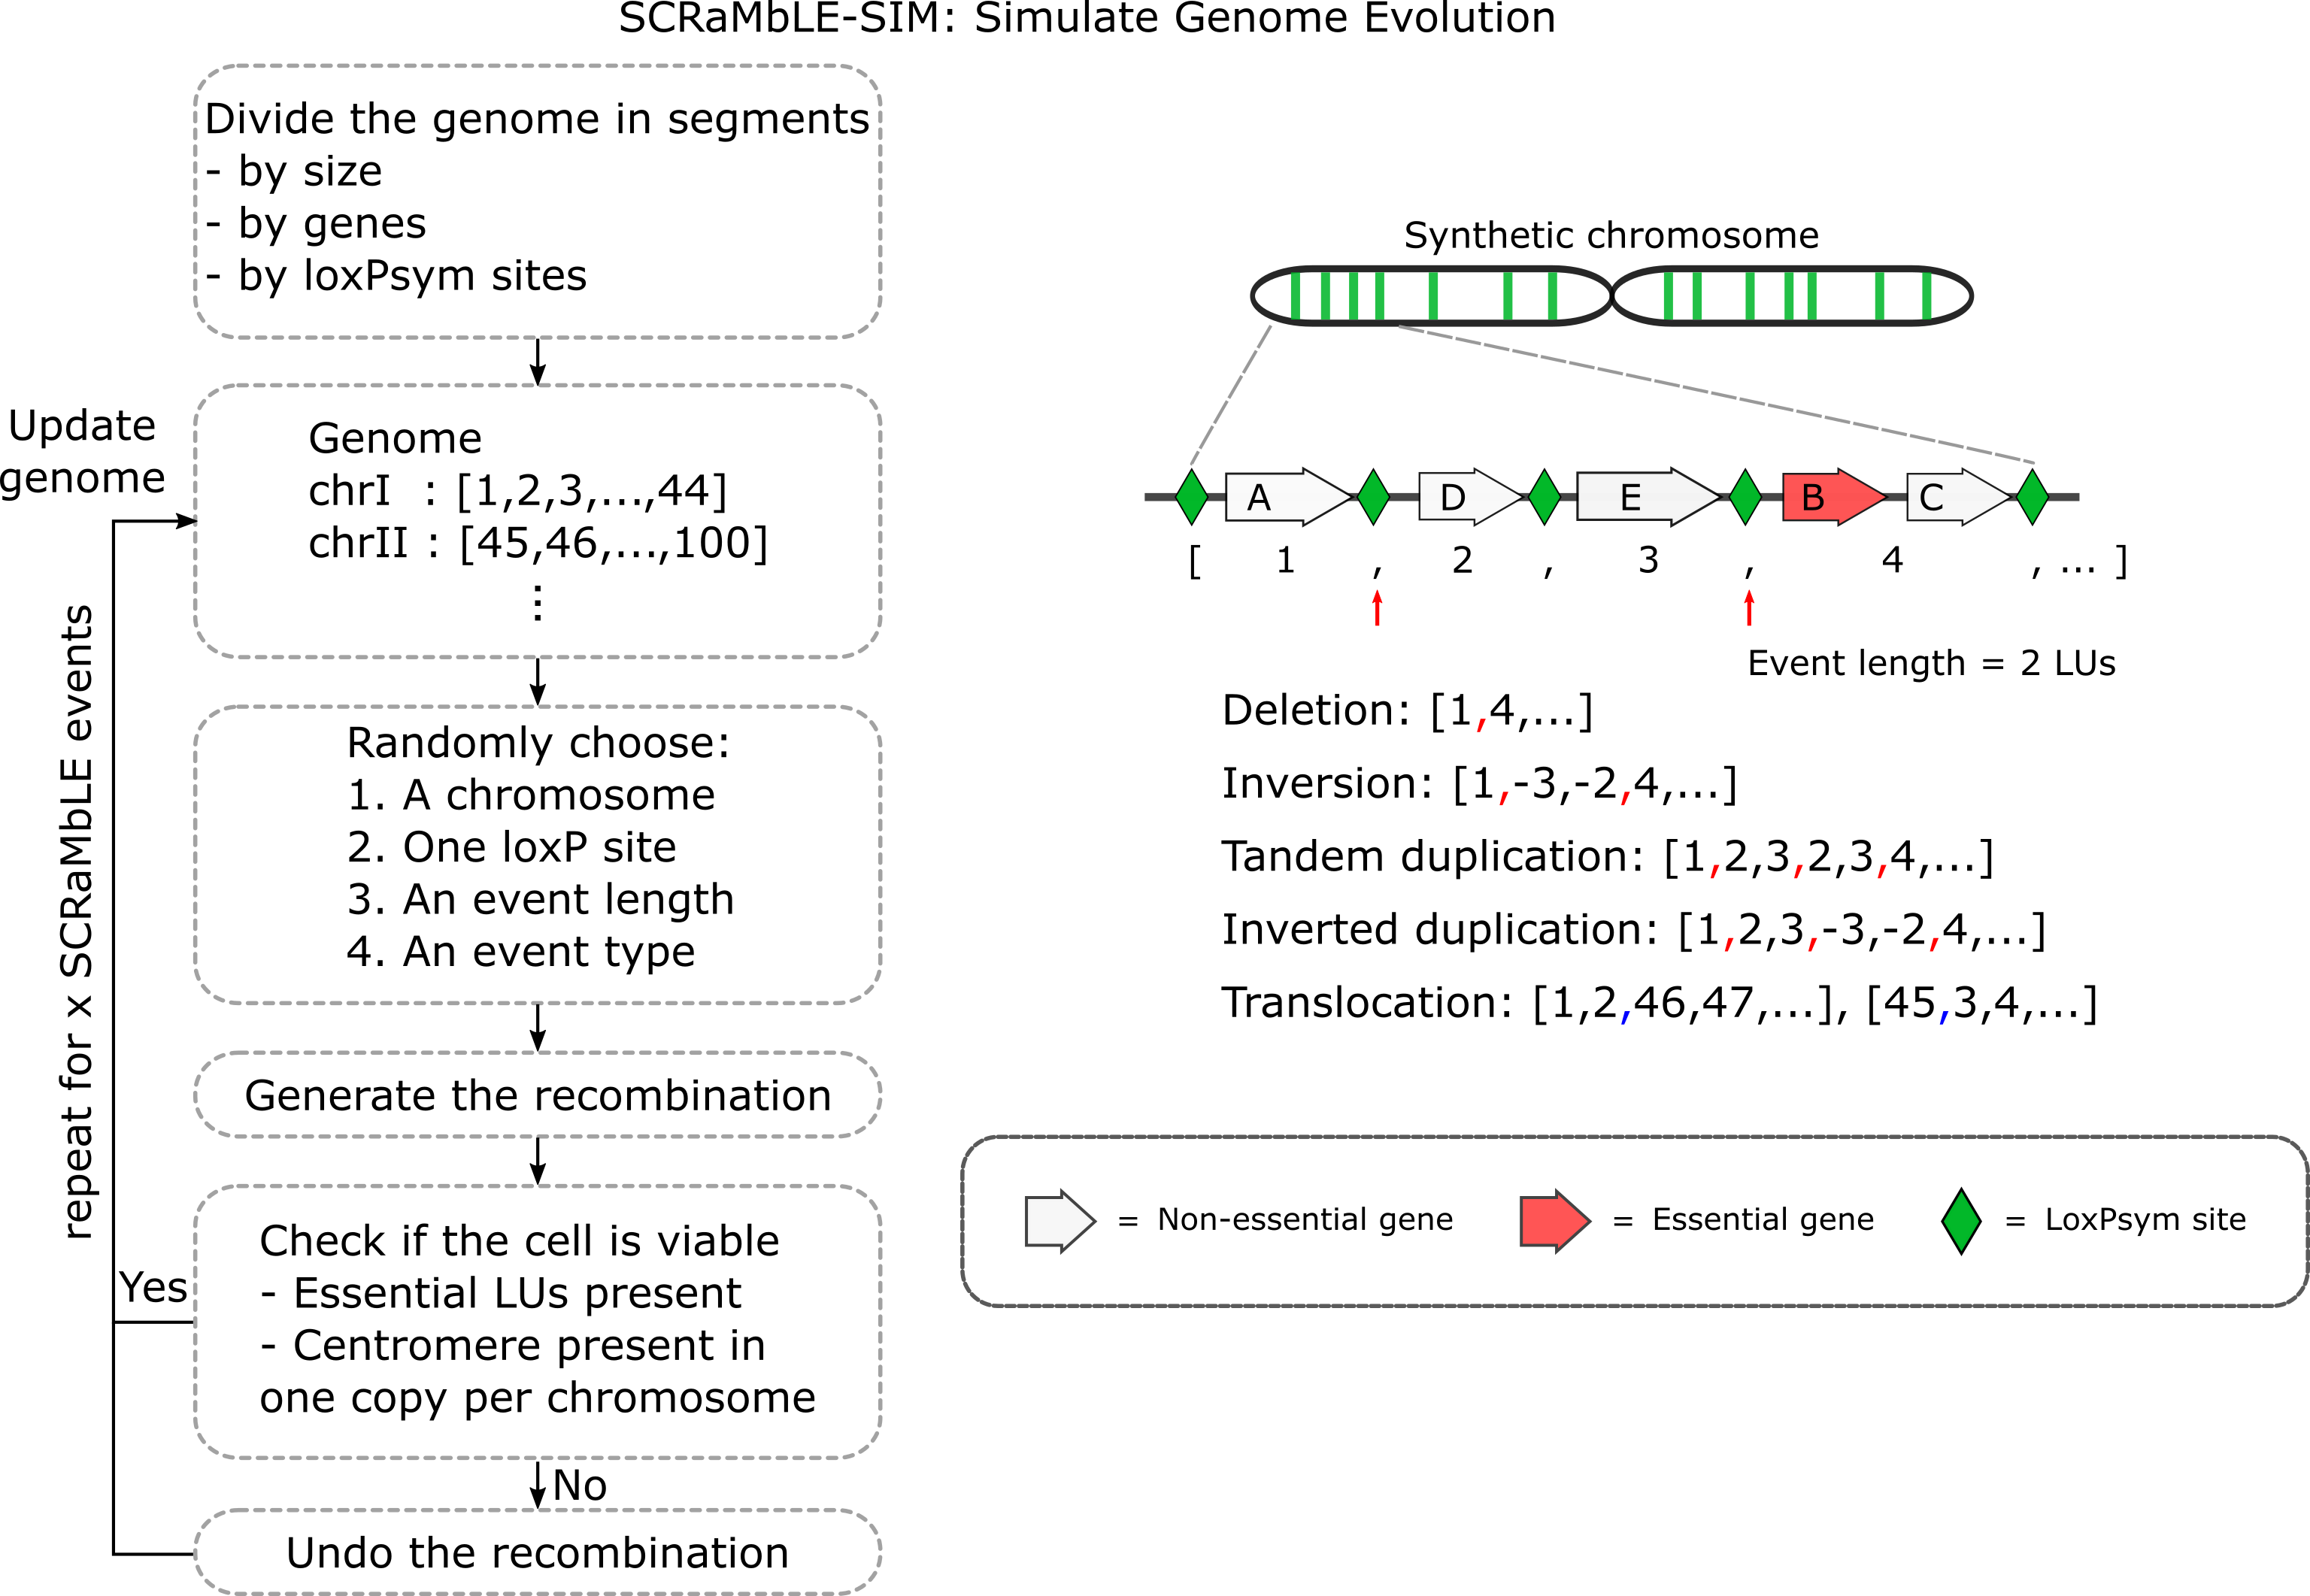 SCRaMbLE-SIM: Simulate Genome Evolution
Divide the genome in segments
- by size
- by genes
- by loxPsym sites
Update
genome
Genome
chrI : [1,2,3,...,44]
chrII : [45,46,...,100]
⋮
repeat for x SCRaMbLE events
Randomly choose:
1. A chromosome
2. One loxP site
3. An event length
4. An event type
Generate the recombination
Check if the cell is viable
- Essential LUs present
- Centromere present in
one copy per chromosome
Yes
No
Undo the recombination
Synthetic chromosome
A D E B C
[ 1 , 2 , 3 , 4 , ... ]
Event length = 2 LUs
Deletion: [1,4,...]
Inversion: [1,-3,-2,4,...]
Tandem duplication: [1,2,3,2,3,4,...]
Inverted duplication: [1,2,3,-3,-2,4,...]
Translocation: [1,2,46,47,...], [45,3,4,...]
= Non-essential gene
= Essential gene
= LoxPsym site